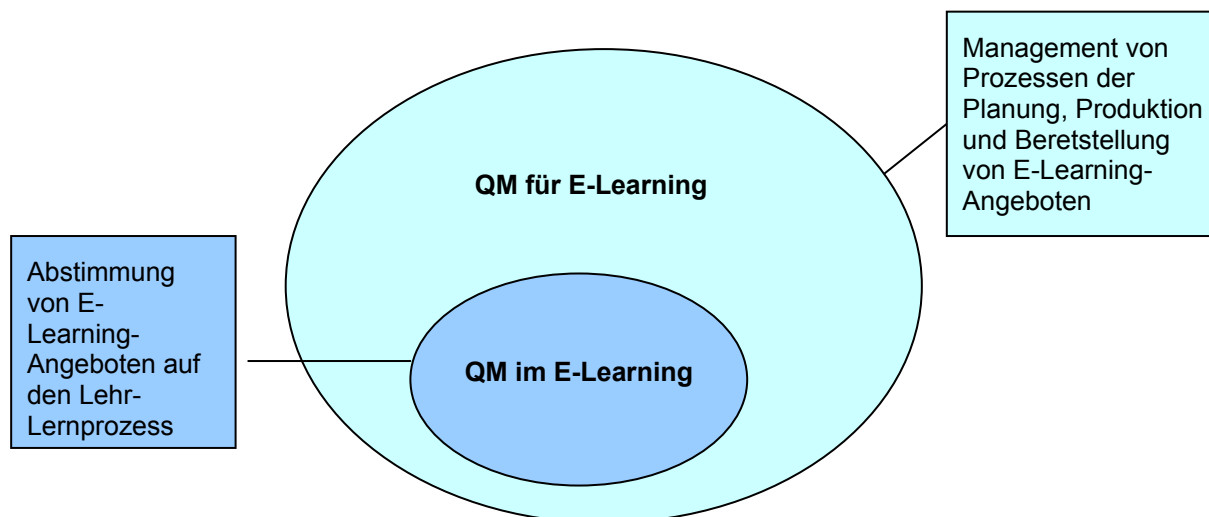 Management von
Prozessen der
Planung, Produktion
und Beretstellung
von E-Learning-
Angeboten
QM für E-Learning
Abstimmung
von E-
Learning-
Angeboten auf
den Lehr-
Lernprozess
QM im E-Learning